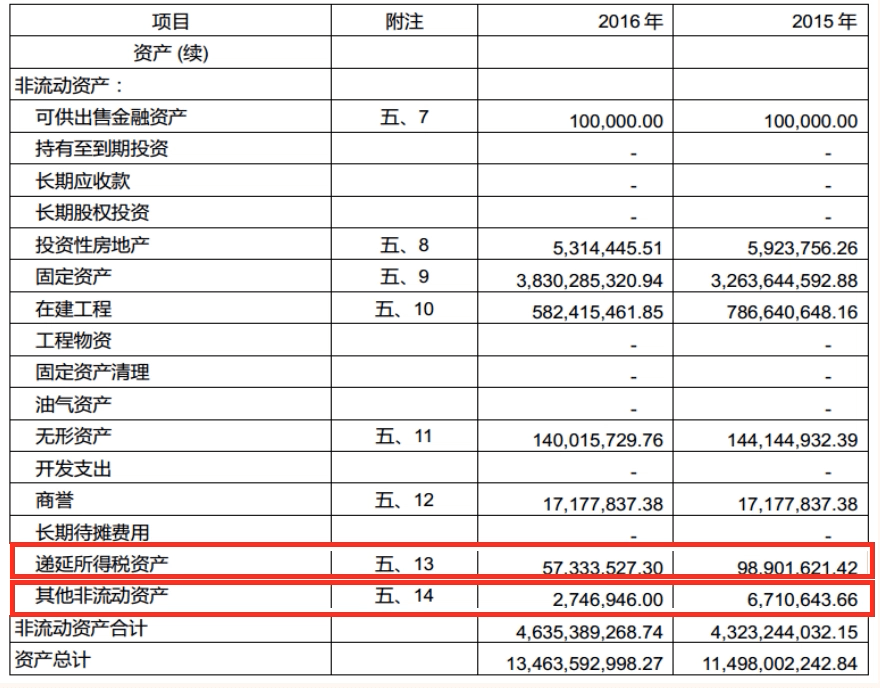 项目 附注 2016年 2015年
资产(续)
非流动资产：
可供出售金融资产 五、7 100,000.00 100,000.00
持有至到期投资 - -
长期应收款 - -
长期股权投资 - -
投资性房地产 五、8 5,314,445.51 5,923,756.26
固定资产 五、9 3,830,285,320.94 3,263,644,592.88
在建工程 五、10 582,415,461.85 786,640,648.16
工程物资 - -
固定资产清理 - -
油气资产 - -
无形资产 五、11 140,015,729.76 144,144,932.39
开发支出 - -
商誉 五、12 17,177,837.38 17,177,837.38
长期待摊费用 - -
递延所得税资产 五、13 57,333,527.30 98,901,621.42
其他非流动资产 五、14 2,746,946.00 6,710,643.66
非流动资产合计 4,635,389,268.74 4,323,244,032.15
资产总计 13,463,592,998.27 11,498,002,242.84